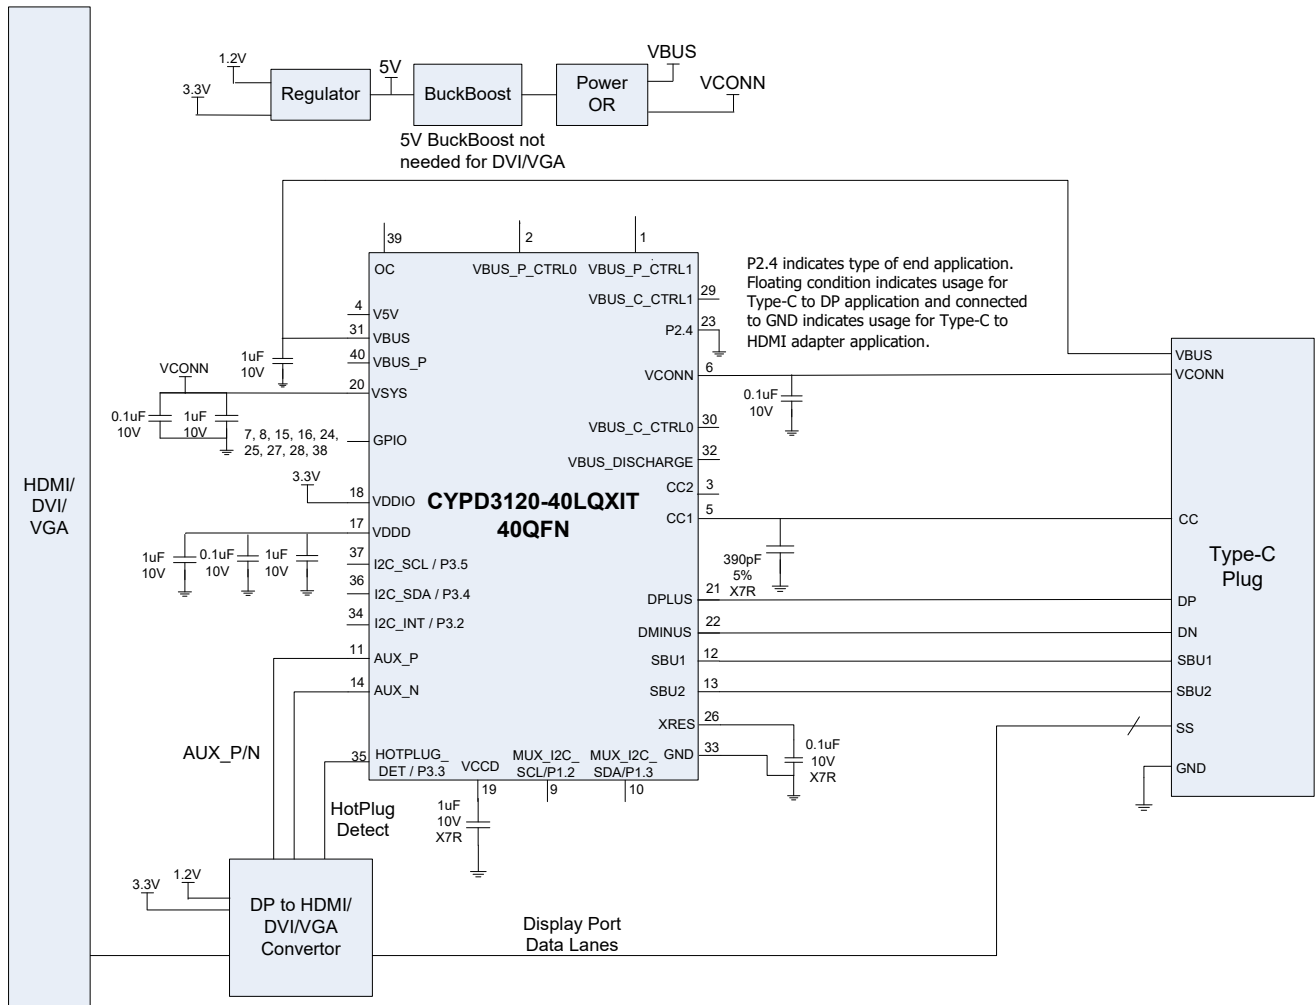 HDMI/
DVI/
VGA
1.2V
3.3V
Regulator
5V
BuckBoost
Power
OR
VBUS
VCONN
5V BuckBoost not
needed for DVI/VGA
39
2
1
OC
VBUS_P_CTRL0
VBUS_P_CTRL1
P2.4 indicates type of end application.
Floating condition indicates usage for
Type-C to DP application and connected
to GND indicates usage for Type-C to
HDMI adapter application.
VBUS_C_CTRL1
29
4
V5V
P2.4
23
31
VBUS
40
VBUS_P
1uF
10V
VCONN
20
VSYS
VCONN
6
0.1uF
10V
0.1uF
10V
1uF
10V
7, 8, 15, 16, 24,
25, 27, 28, 38
GPIO
VBUS_C_CTRL0
30
VBUS_DISCHARGE
32
3.3V
18
VDDIO
CC2
3
CYPD3120-40LQXIT
40QFN
17
VDDD
CC1
5
1uF
10V
0.1uF
10V
1uF
10V
390pF
5%
X7R
37
I2C_SCL / P3.5
36
I2C_SDA / P3.4
34
I2C_INT / P3.2
DPLUS
21
DMINUS
22
11
AUX_P
SBU1
12
14
AUX_N
SBU2
13
XRES
26
AUX_P/N
35
HOTPLUG_
DET / P3.3
VCCD
MUX_I2C_
SCL/P1.2
MUX_I2C_
SDA/P1.3
GND
33
0.1uF
10V
X7R
19
9
10
1uF
10V
X7R
HotPlug
Detect
VBUS
VCONN
CC
Type-C
Plug
DP
DN
SBU1
SBU2
SS
GND
3.3V
1.2V
DP to HDMI/
DVI/VGA
Convertor
Display Port
Data Lanes